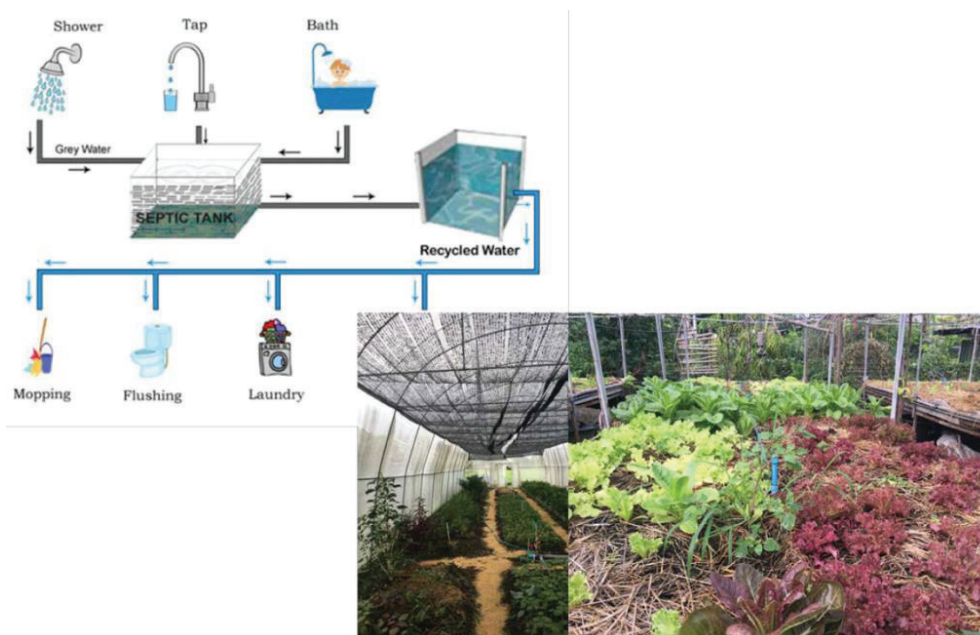 Shower
Tap
Bath
Grey Water
SEPTIC TANK
Recycled Water
Mopping
Flushing
Laundry